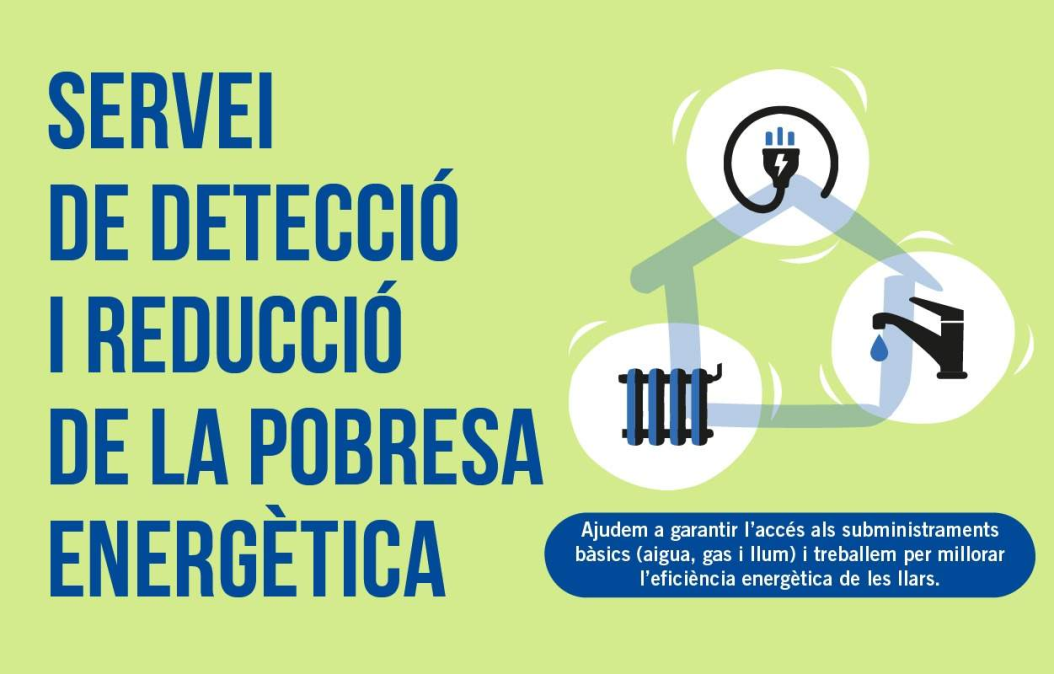 SERVEI
DE DETECCIÓ
I REDUCCIÓ
DE LA POBRESA
ENERGÈTICA
Ajudem a garantir l'accés als subministraments
bàsics (aigua, gas i llum) i treballem per millorar
l'eficiència energètica de les llars.